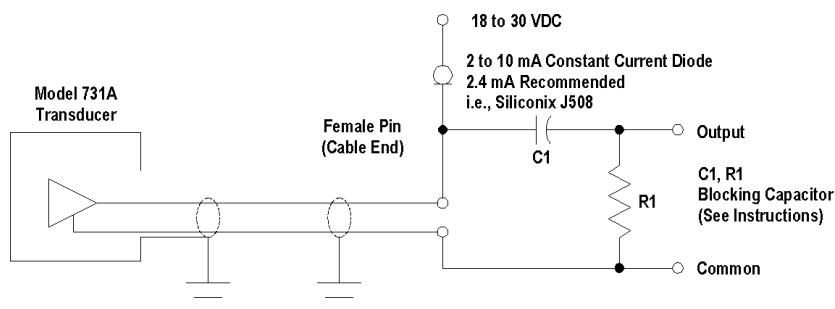 18 to 30 VDC
2 to 10 mA Constant Current Diode
2.4 mA Recommended
i.e., Siliconix J508
Model 731A
Transducer
Female Pin
(Cable End)
C1
Output
R1
C1, R1
Blocking Capacitor
(See Instructions)
Common